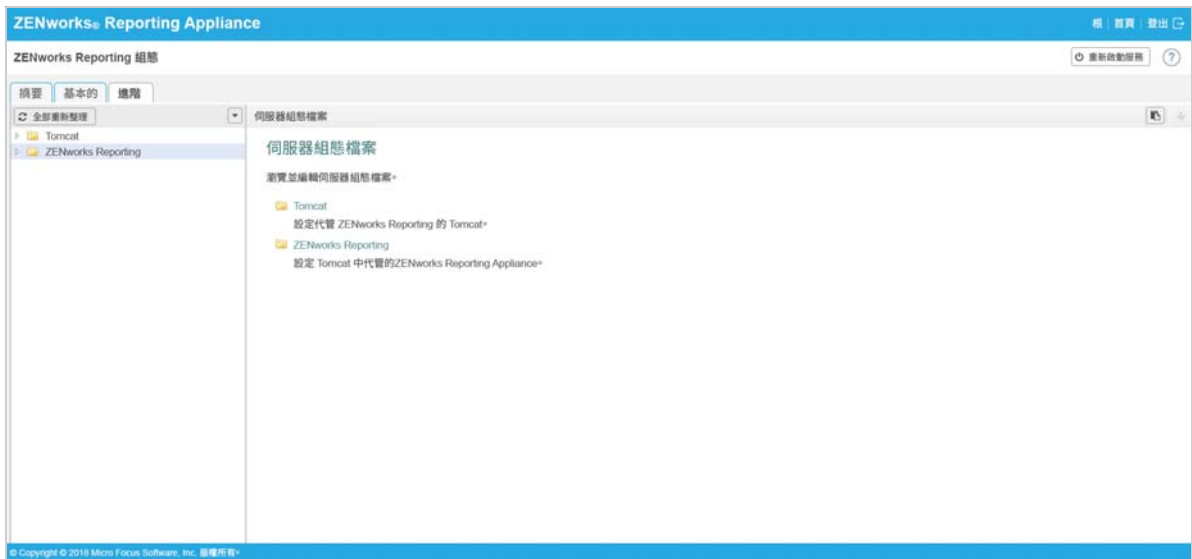 ZENworks® Reporting Appliance
根 首頁 登出
ZENworks Reporting 組態
重新啟動服務 ?
摘要 基本的 進階
全部重新整理 伺服器組態檔案
Tomcat
ZENworks Reporting
伺服器組態檔案
瀏覽並編輯伺服器組態檔案。
Tomcat
設定代管 ZENworks Reporting 的 Tomcat。
ZENworks Reporting
設定 Tomcat 中代管的ZENworks Reporting Appliance。
© Copyright © 2016 Micro Focus Software, Inc. 版權所有。